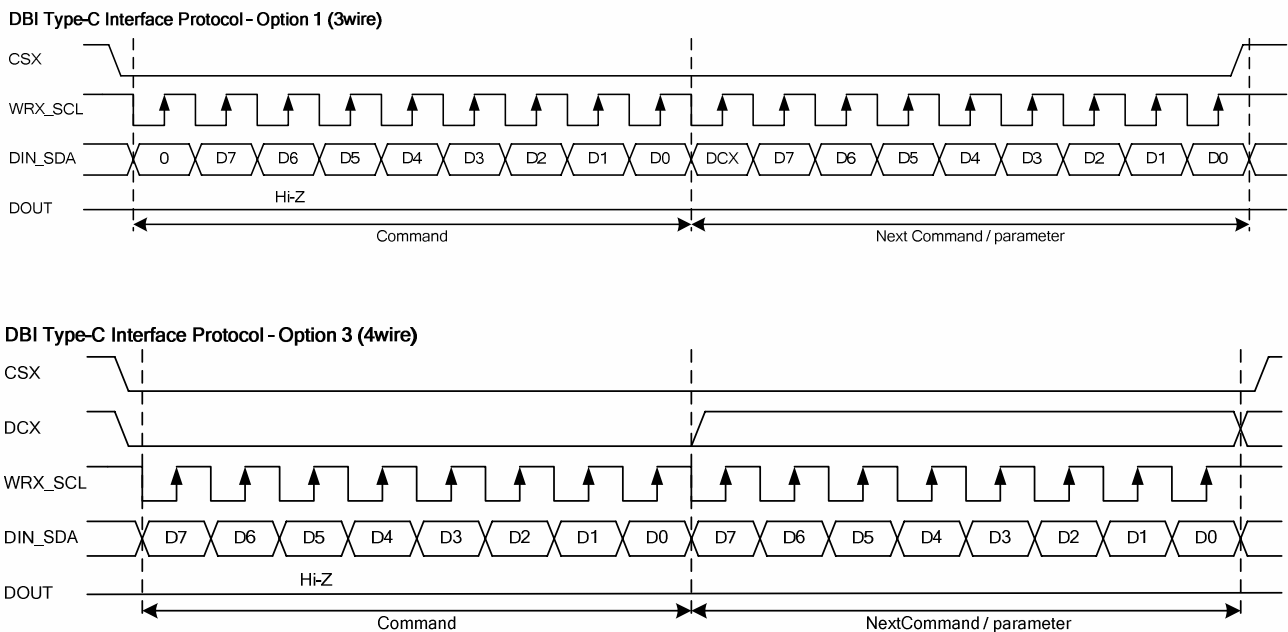 DBI Type-C Interface Protocol - Option 1 (3wire)
CSX
WRX_SCL
DIN_SDA 0 D7 D6 D5 D4 D3 D2 D1 D0 DCX D7 D6 D5 D4 D3 D2 D1 D0
Hi-Z
DOUT
Command Next Command / parameter
DBI Type-C Interface Protocol - Option 3 (4wire)
CSX
DCX
WRX_SCL
DIN_SDA D7 D6 D5 D4 D3 D2 D1 D0 D7 D6 D5 D4 D3 D2 D1 D0
Hi-Z
DOUT
Command NextCommand / parameter